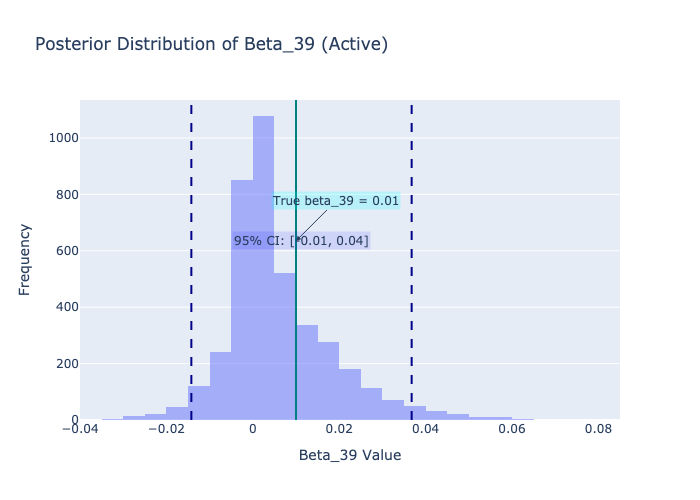 Posterior Distribution of Beta_39 (Active)
1000
800
True beta_39 = 0.01
95% CI: [-0.01, 0.04]
600
400
200
0
−0.04
−0.02
0
0.02
0.04
0.06
0.08
Frequency
Beta_39 Value